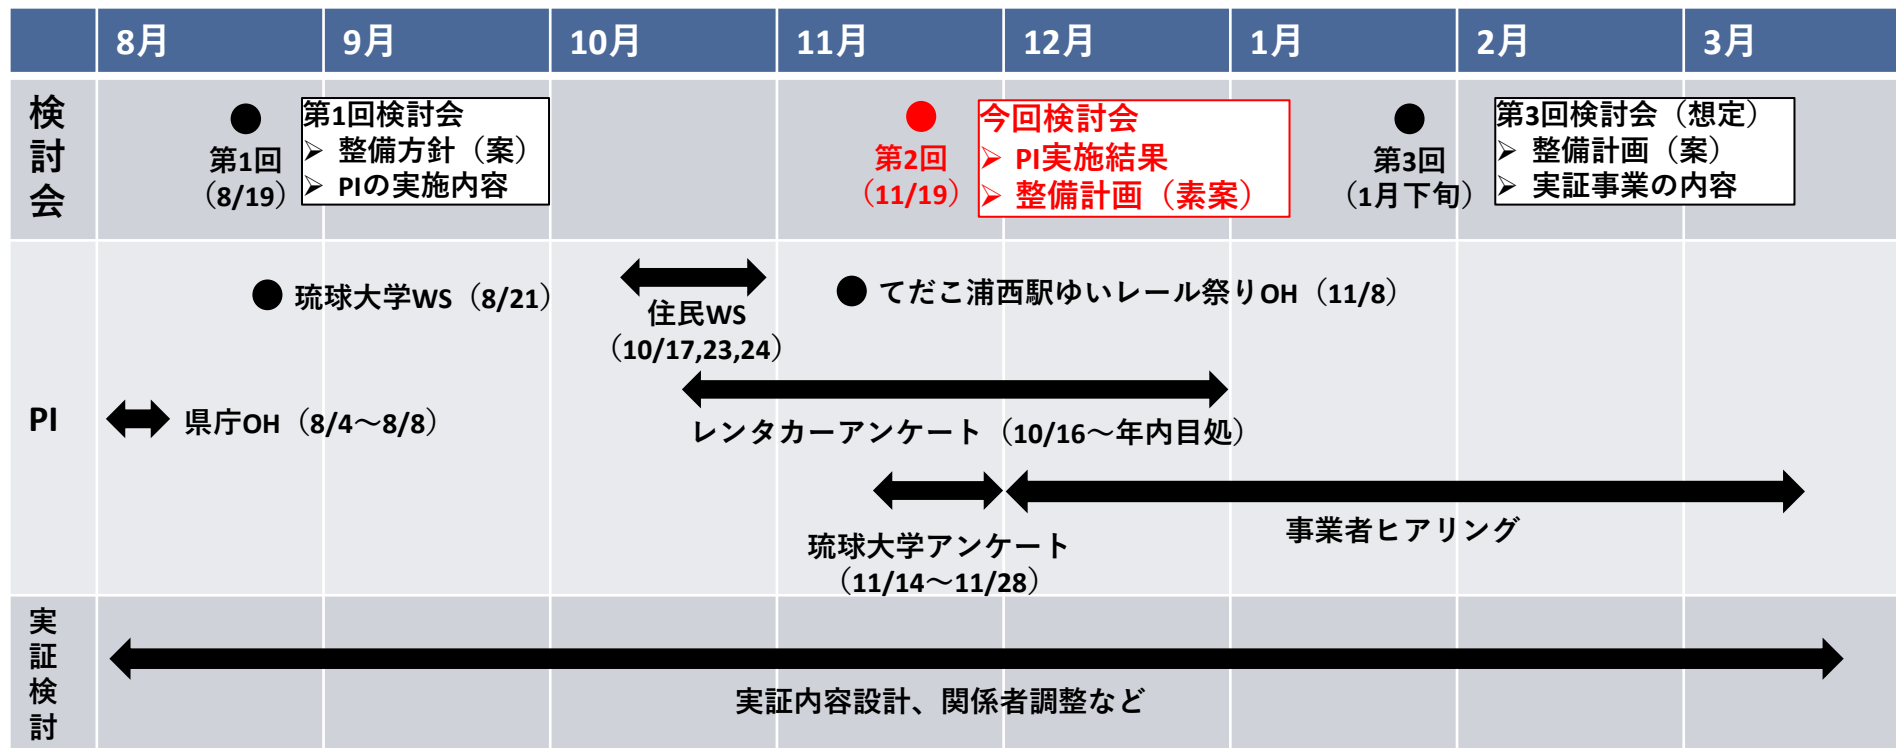 8月 9月 10月 11月 12月 1月 2月 3月
検討会
第1回
（8/19）
第1回検討会
➢ 整備方針（案）
➢ PIの実施内容
第2回
（11/19）
今回検討会
➢ PI実施結果
➢ 整備計画（素案）
第3回
（1月下旬）
第3回検討会（想定）
➢ 整備計画（案）
➢ 実証事業の内容
PI
琉球大学WS（8/21）
住民WS
（10/17,23,24）
てだこ浦西駅ゆいレール祭りOH（11/8）
県庁OH（8/4～8/8）
レンタカーアンケート（10/16～年内目処）
琉球大学アンケート
（11/14～11/28）
事業者ヒアリング
実証検討
実証内容設計、関係者調整など